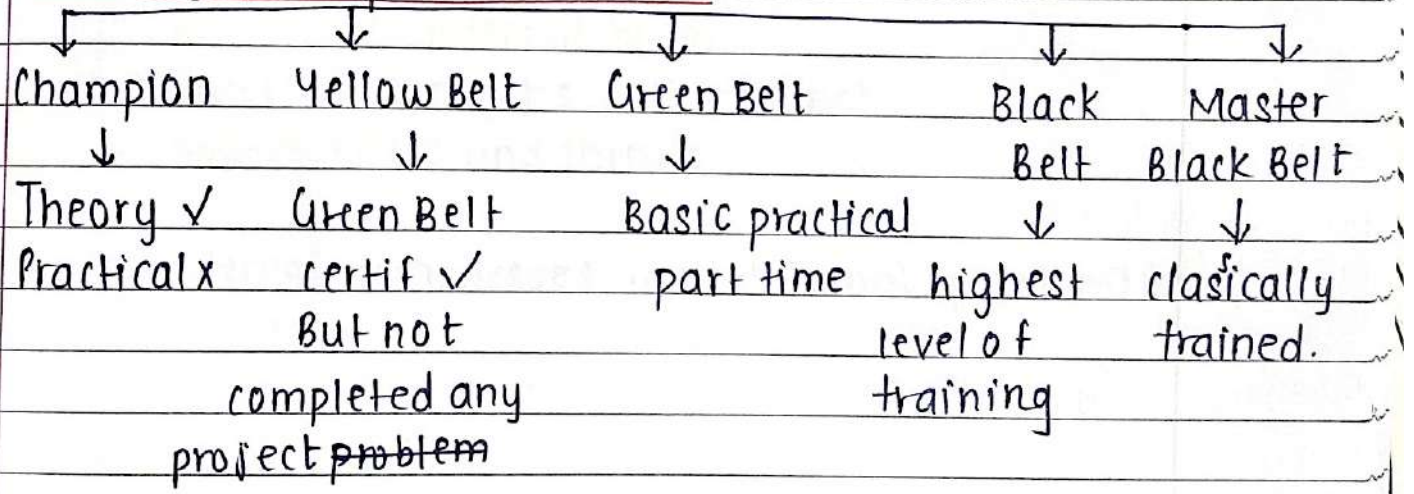 Champion Yellow Belt Green Belt Black Master
Belt Black Belt
Theory ✓ Green Belt Basic practical
Practical x certif ✓ part time highest clasically
But not level of trained.
completed any training
project problem